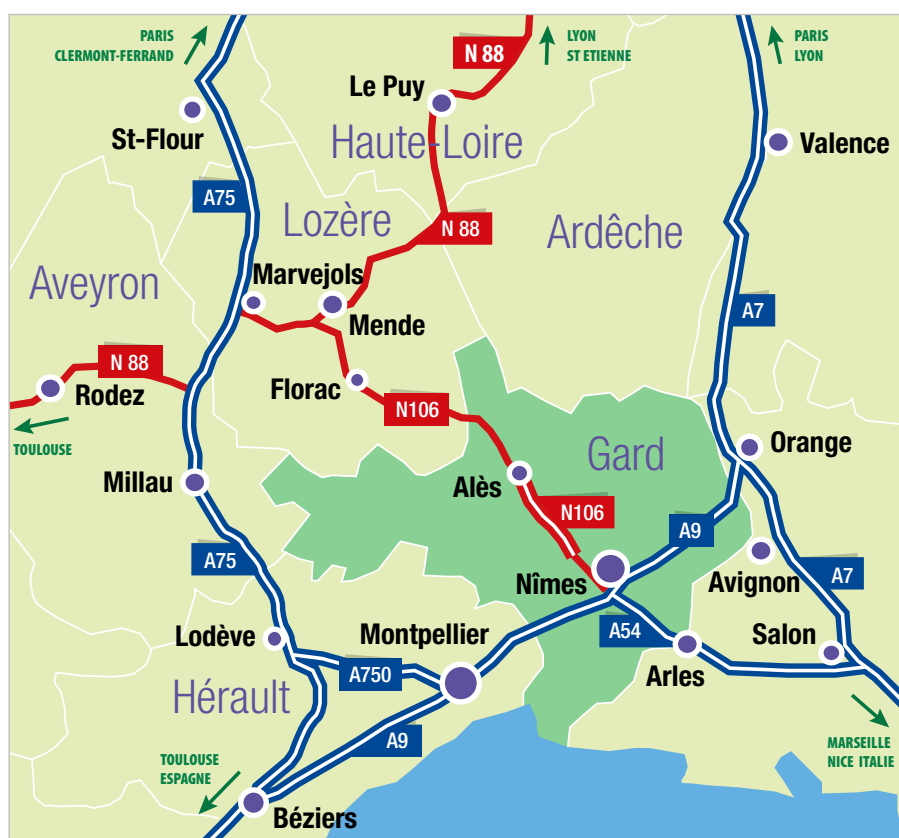 PARIS
CLERMONT-FERRAND
N 88
LYON
ST ETIENNE
PARIS
LYON
Le Puy
St-Flour
Haute-Loire
Valence
A75
Lozère
N 88
Ardêche
Aveyron
Marvejols
A7
Mende
N 88
Rodez
Florac
N106
TOULOUSE
Gard
Orange
Millau
Alès
N106
A9
A75
Nîmes
Avignon
A7
Lodève
Montpellier
A54
Salon
A750
Arles
Hérault
A9
TOULOUSE
ESPAGNE
MARSEILLE
NICE ITALIE
Béziers